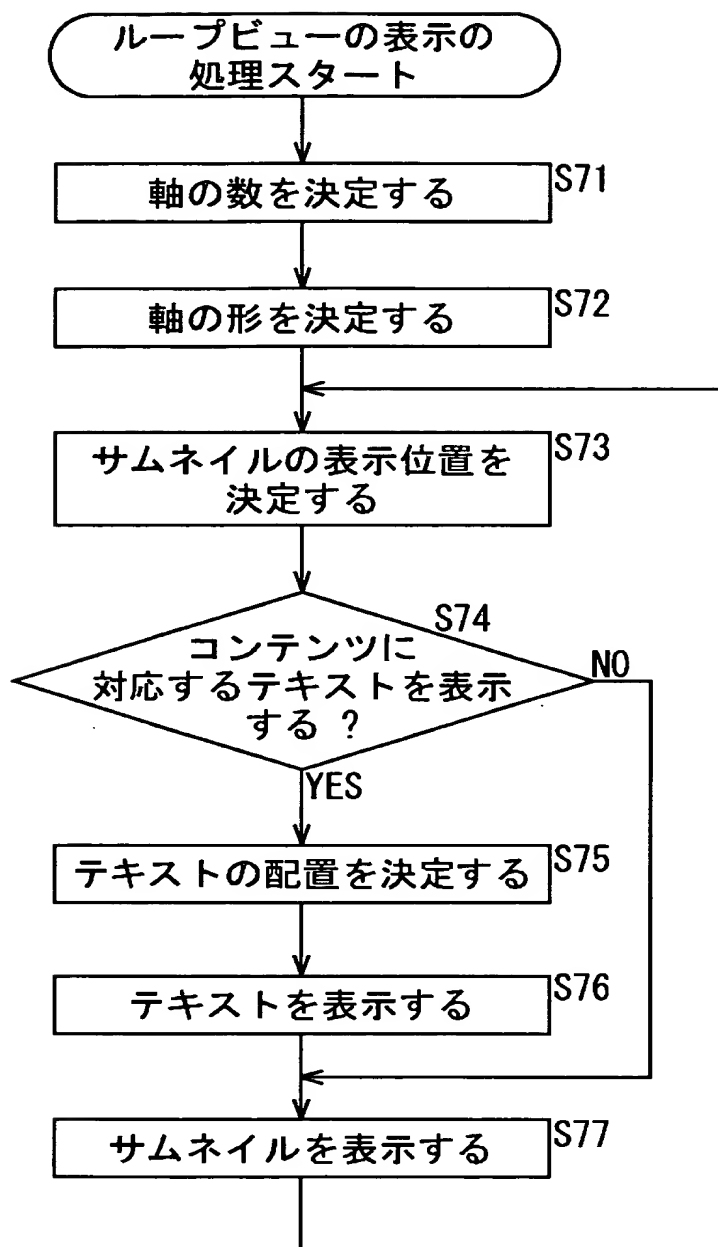 ループビューの表示の
処理スタート
S71
軸の数を決定する
S72
軸の形を決定する
S73
サムネイルの表示位置を
決定する
S74
コンテンツに
対応するテキストを表示
する ?
NO
YES
S75
テキストの配置を決定する
S76
テキストを表示する
S77
サムネイルを表示する